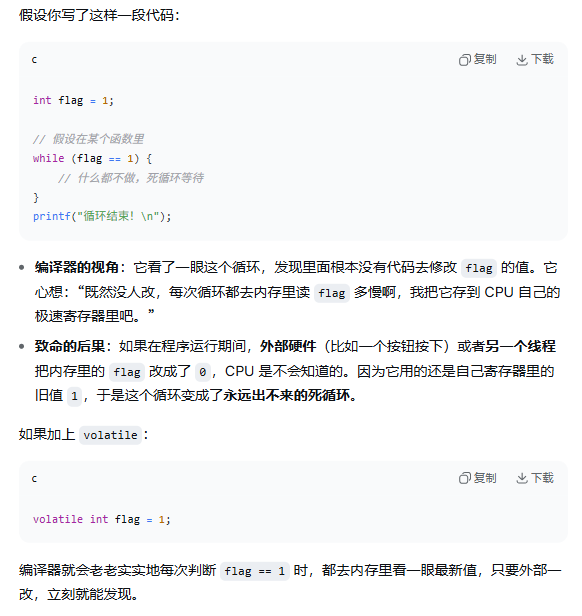 假设你写了这样一段代码：
c
复制 下载
int flag = 1;
// 假设在某个函数里
while (flag == 1) {
// 什么都不做，死循环等待
}
printf("循环结束！\n");
编译器的视角：它看了一眼这个循环，发现里面根本没有代码去修改 flag 的值。它
心想：“既然没人改，每次循环都去内存里读 flag 多慢啊，我把它存到 CPU 自己的
极速寄存器里吧。”
致命的后果：如果在程序运行期间，外部硬件（比如一个按钮按下）或者另一个线程
把内存里的 flag 改成了 0，CPU 是不会知道的。因为它用的还是自己寄存器里的
旧值 1，于是这个循环变成了永远出不来的死循环。
如果加上 volatile：
c
复制 下载
volatile int flag = 1;
编译器就会老老实实地每次判断 flag == 1 时，都去内存里看一眼最新值，只要外部一
改，立刻就能发现。